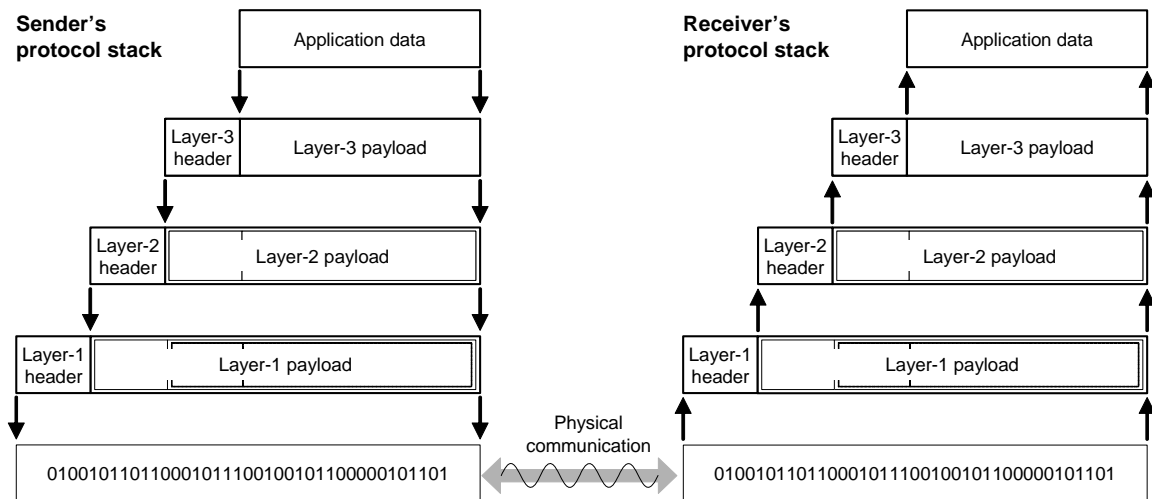 Sender's
protocol stack
Application data
Layer-3
header
Layer-3 payload
Layer-2
header
Layer-2 payload
Layer-1
header
Layer-1 payload
0100101101100010111001001011000000101101
Physical
communication
Receiver's
protocol stack
Application data
Layer-3
header
Layer-3 payload
Layer-2
header
Layer-2 payload
Layer-1
header
Layer-1 payload
0100101101100010111001001011000000101101